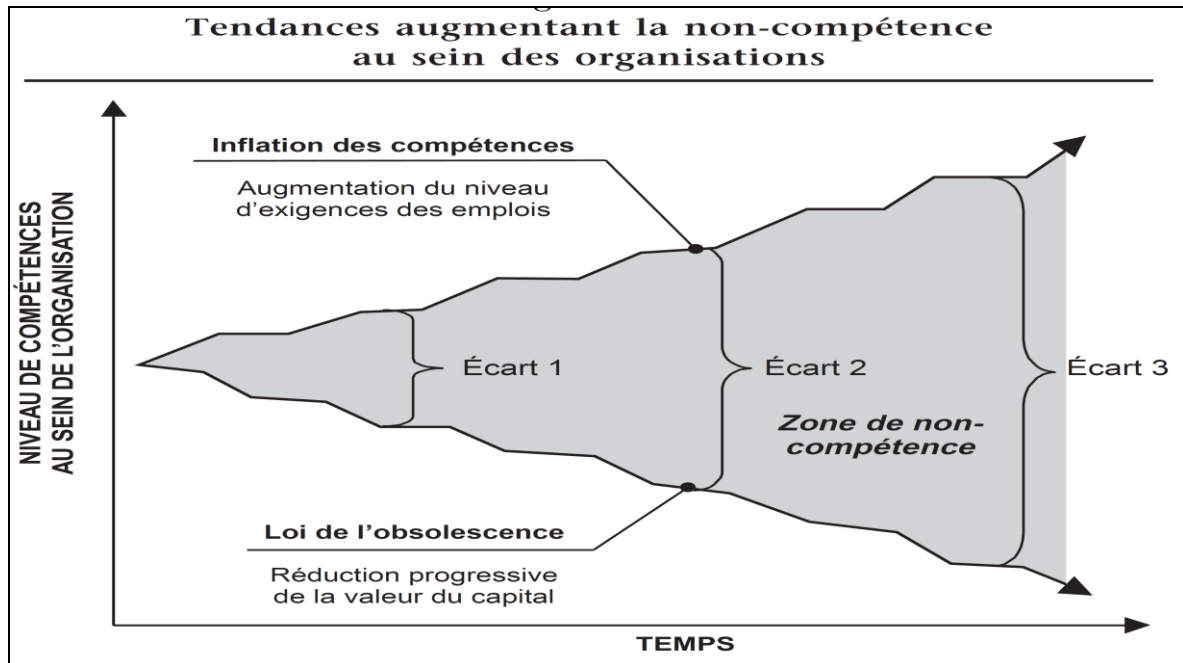 Tendances augmentant la non-compétence
au sein des organisations
Inflation des compétences
Augmentation du niveau
d'exigences des emplois
NIVEAU DE COMPÉTENCES
AU SEIN DE L'ORGANISATION
Écart 1
Écart 2
Écart 3
Zone de non-
compétence
Loi de l'obsolescence
Réduction progressive
de la valeur du capital
TEMPS